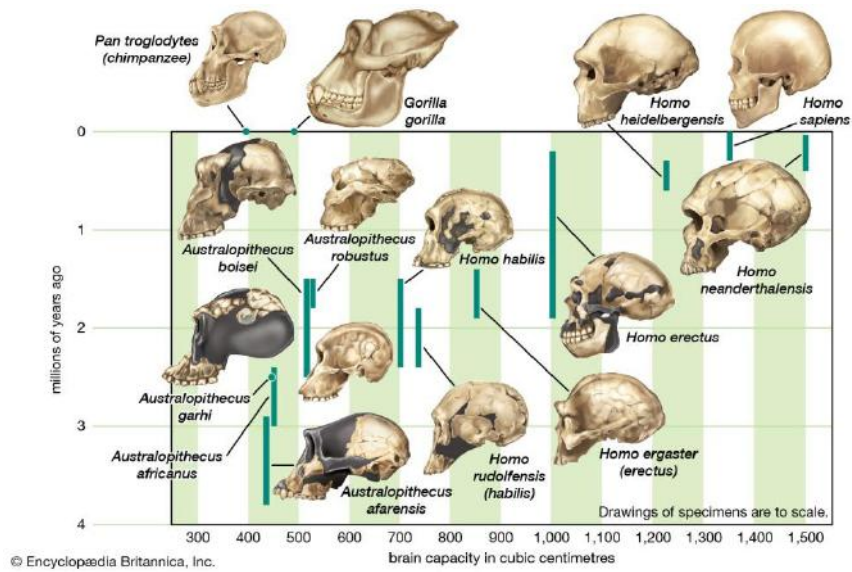 Pan troglodytes
(chimpanzee)
Gorilla
gorilla
Homo
heidelbergensis
Homo
sapiens
0
Australopithecus
boisei
Australopithecus
robustus
Homo habilis
Homo
neanderthalensis
1
millions of years ago
2
Homo erectus
Australopithecus
garhi
3
Australopithecus
africanus
Australopithecus
afarensis
Homo
rudolfensis
(habilis)
Homo ergaster
(erectus)
Drawings of specimens are to scale.
4
300 400 500 600 700 800 900 1,000 1,100 1,200 1,300 1,400 1,500
brain capacity in cubic centimetres
© Encyclopædia Britannica, Inc.